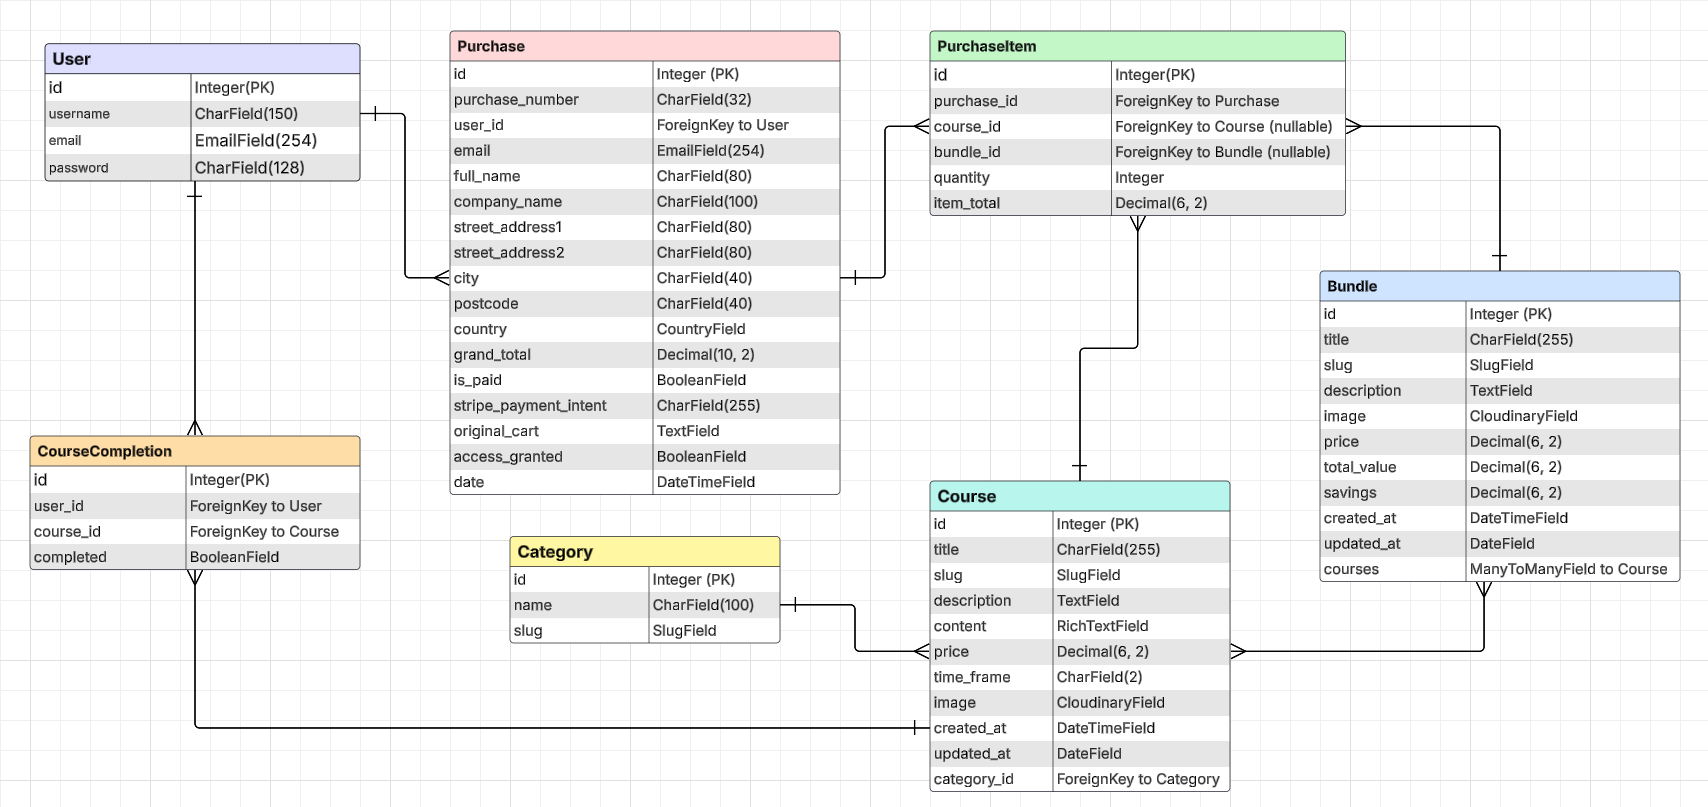 User
id Integer(PK)
username CharField(150)
email EmailField(254)
password CharField(128)
Purchase
id Integer (PK)
purchase_number CharField(32)
user_id ForeignKey to User
email EmailField(254)
full_name CharField(80)
company_name CharField(100)
street_address1 CharField(80)
street_address2 CharField(80)
city CharField(40)
postcode CharField(40)
country CountryField
grand_total Decimal(10, 2)
is_paid BooleanField
stripe_payment_intent CharField(255)
original_cart TextField
access_granted BooleanField
date DateTimeField
PurchaseItem
id Integer(PK)
purchase_id ForeignKey to Purchase
course_id ForeignKey to Course (nullable)
bundle_id ForeignKey to Bundle (nullable)
quantity Integer
item_total Decimal(6, 2)
Bundle
id Integer (PK)
title CharField(255)
slug SlugField
description TextField
image CloudinaryField
price Decimal(6, 2)
total_value Decimal(6, 2)
savings Decimal(6, 2)
created_at DateTimeField
updated_at DateField
courses ManyToManyField to Course
CourseCompletion
id Integer(PK)
user_id ForeignKey to User
course_id ForeignKey to Course
completed BooleanField
Category
id Integer (PK)
name CharField(100)
slug SlugField
Course
id Integer (PK)
title CharField(255)
slug SlugField
description TextField
content RichTextField
price Decimal(6, 2)
time_frame CharField(2)
image CloudinaryField
created_at DateTimeField
updated_at DateField
category_id ForeignKey to Category